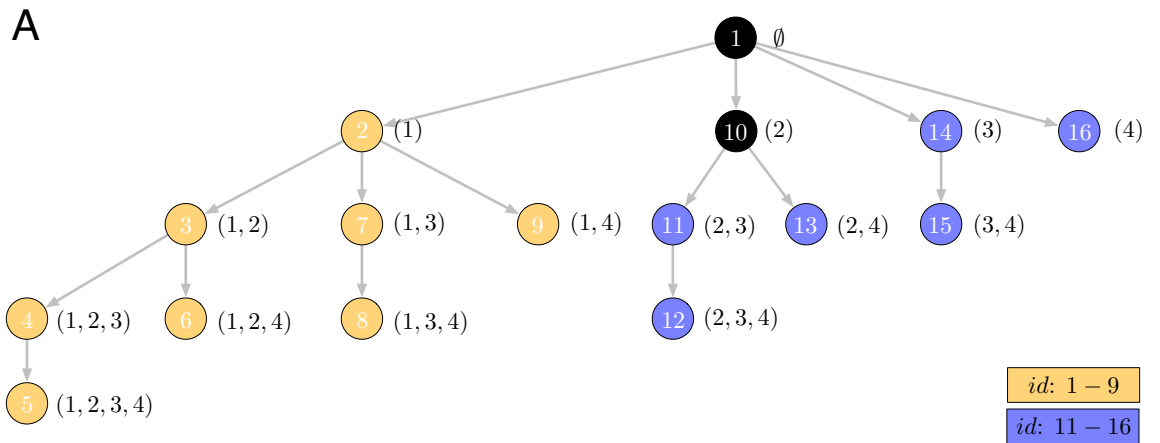 A
1 ∅
2 (1)
10 (2)
14 (3)
16 (4)
3 (1, 2)
7 (1, 3)
9 (1, 4)
11 (2, 3)
13 (2, 4)
15 (3, 4)
4 (1, 2, 3)
6 (1, 2, 4)
8 (1, 3, 4)
12 (2, 3, 4)
5 (1, 2, 3, 4)
id: 1 − 9
id: 11 − 16